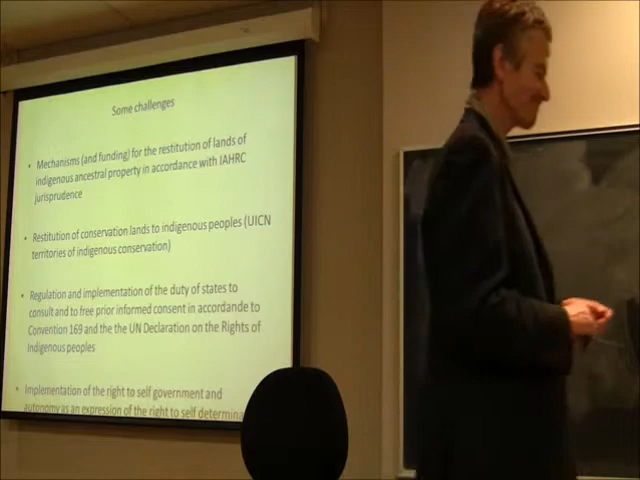 Some challenges
• Mechanisms (and funding) for the restitution of lands of
indigenous ancestral property in accordance with IAHRC
jurisprudence
• Restitution of conservation lands to indigenous peoples (UICN
territories of indigenous conservation)
• Regulation and implementation of the duty of states to
consult and to free prior informed consent in accordande to
Convention 169 and the the UN Declaration on the Rights of
Indigenous peoples
• Implementation of the right to self government and
autonomy as an expression of the right to self determina